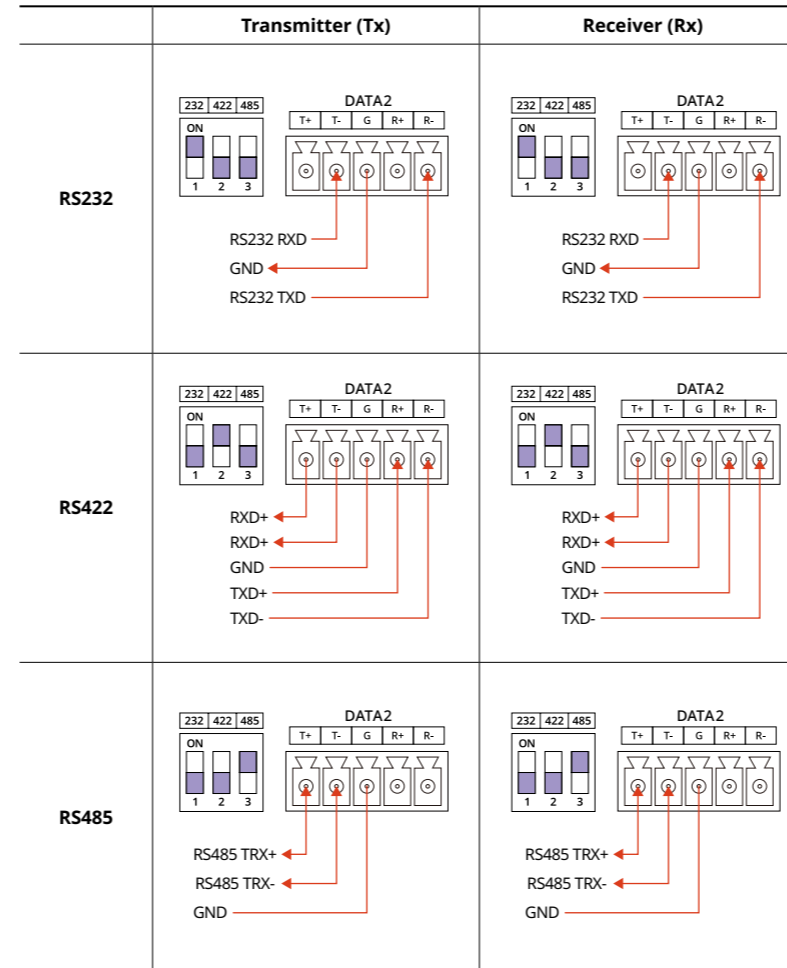 Transmitter (Tx) Receiver (Rx)
RS232
232 422 485
ON
1 2 3
DATA2
T+ T- G R+ R-
RS232 RXD
GND
RS232 TXD
232 422 485
ON
1 2 3
DATA2
T+ T- G R+ R-
RS232 RXD
GND
RS232 TXD
RS422
232 422 485
ON
1 2 3
DATA2
T+ T- G R+ R-
RXD+
RXD+
GND
TXD+
TXD-
232 422 485
ON
1 2 3
DATA2
T+ T- G R+ R-
RXD+
RXD+
GND
TXD+
TXD-
RS485
232 422 485
ON
1 2 3
DATA2
T+ T- G R+ R-
RS485 TRX+
RS485 TRX-
GND
232 422 485
ON
1 2 3
DATA2
T+ T- G R+ R-
RS485 TRX+
RS485 TRX-
GND